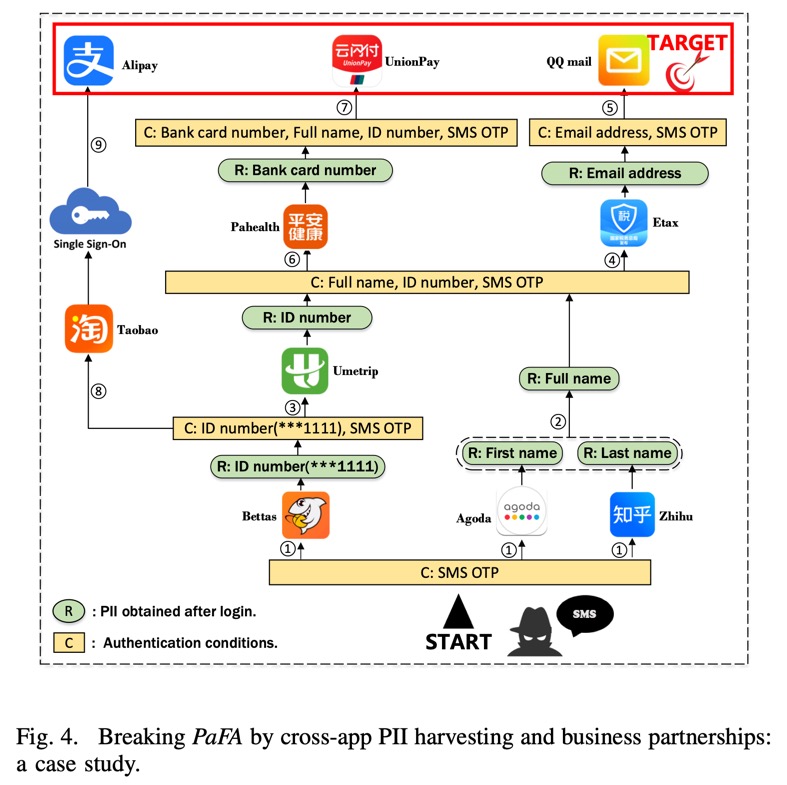 支
Alipay
云闪付
UnionPay
UnionPay
QQ mail
TARGET
⑨
⑦
⑤
C: Bank card number, Full name, ID number, SMS OTP
C: Email address, SMS OTP
R: Bank card number
R: Email address
Single Sign-On
Pahealth
平安
健康
税
Etax
⑥
④
C: Full name, ID number, SMS OTP
R: ID number
淘
Taobao
Umetrip
R: Full name
⑧
③
②
C: ID number(***1111), SMS OTP
R: First name
R: Last name
R: ID number(***1111)
Bettas
Agoda
agoda
知乎
Zhihu
①
①
①
C: SMS OTP
R : PII obtained after login.
C : Authentication conditions.
START
SMS
Fig. 4. Breaking PaFA by cross-app PII harvesting and business partnerships:
a case study.